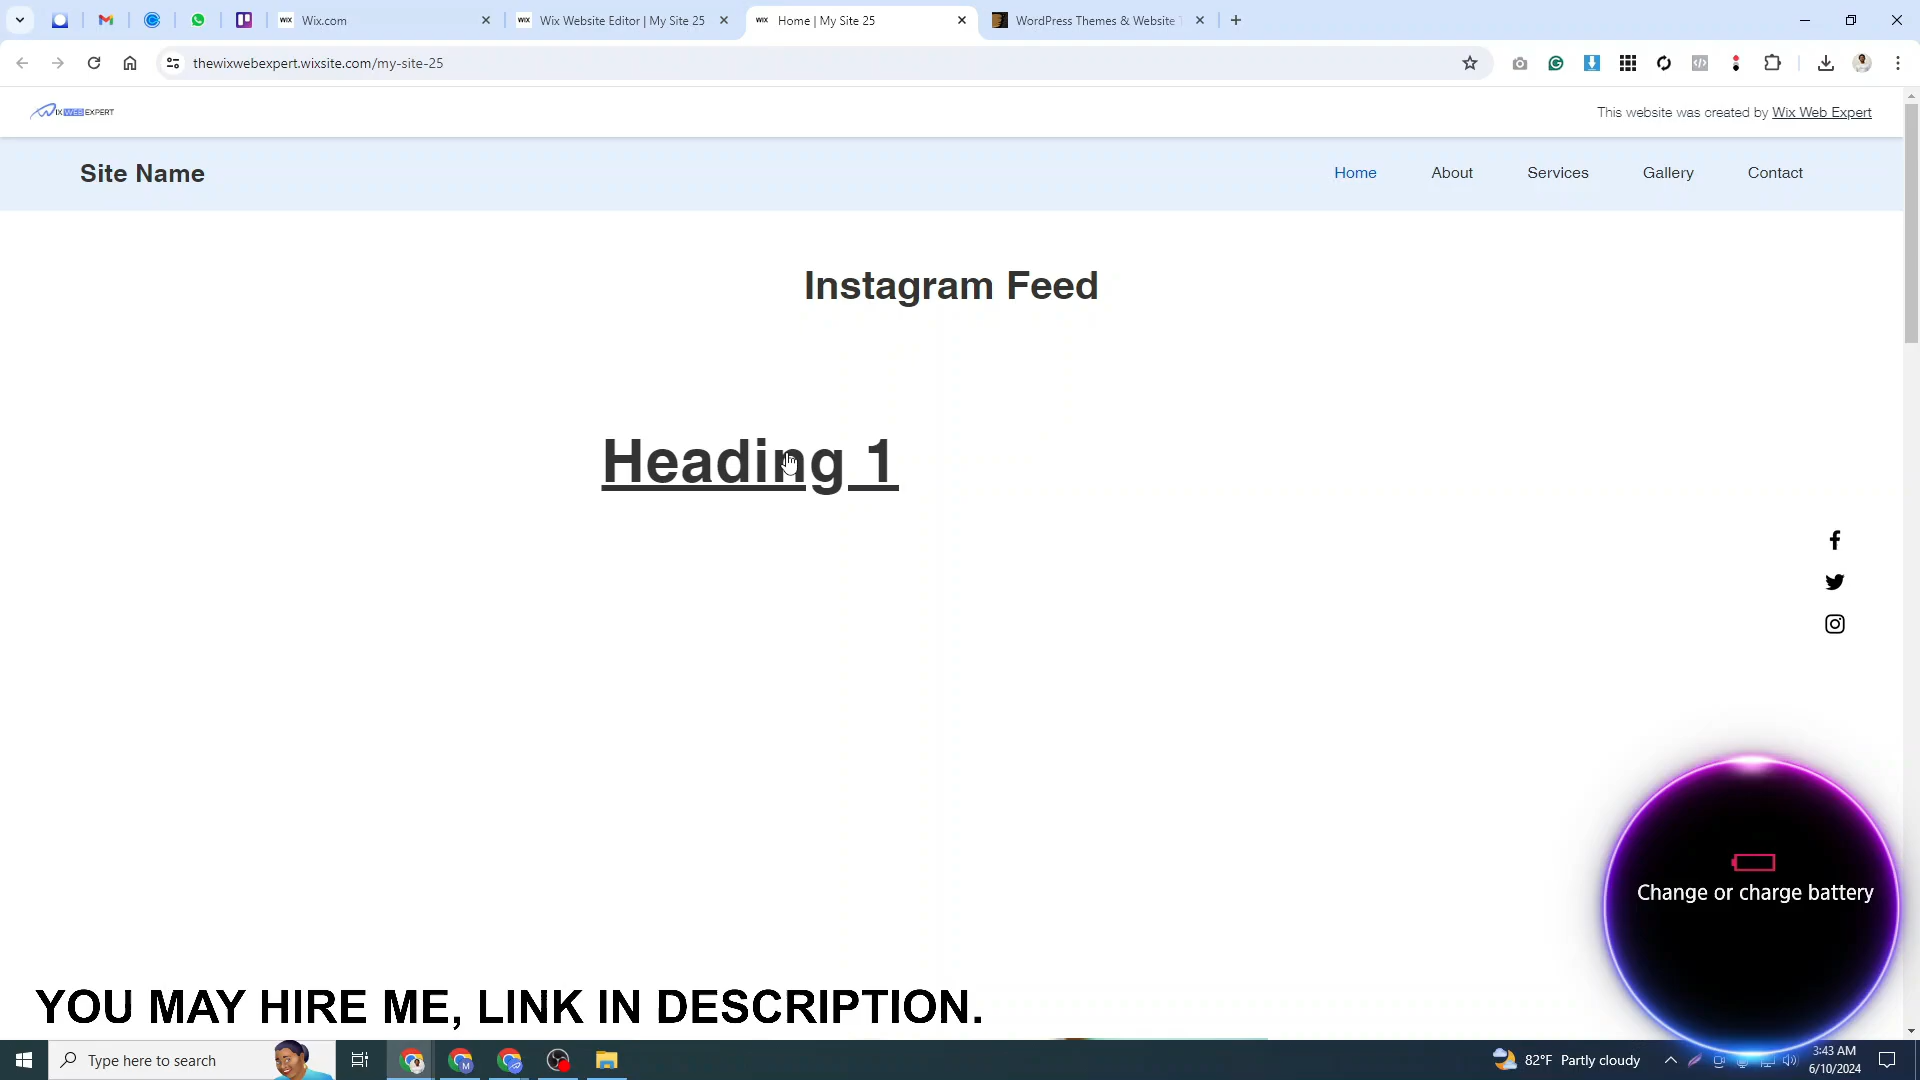 Wix.com
Wix Website Editor | My Site 25
Home | My Site 25
WordPress Themes & Website
thewixwebexpert.wixsite.com/my-site-25
WIX WEB EXPERT
This website was created by Wix Web Expert
Site Name
Home
About
Services
Gallery
Contact
Instagram Feed
Heading 1
Change or charge battery
YOU MAY HIRE ME, LINK IN DESCRIPTION.
Type here to search
82°F Partly cloudy
3:43 AM
6/10/2024